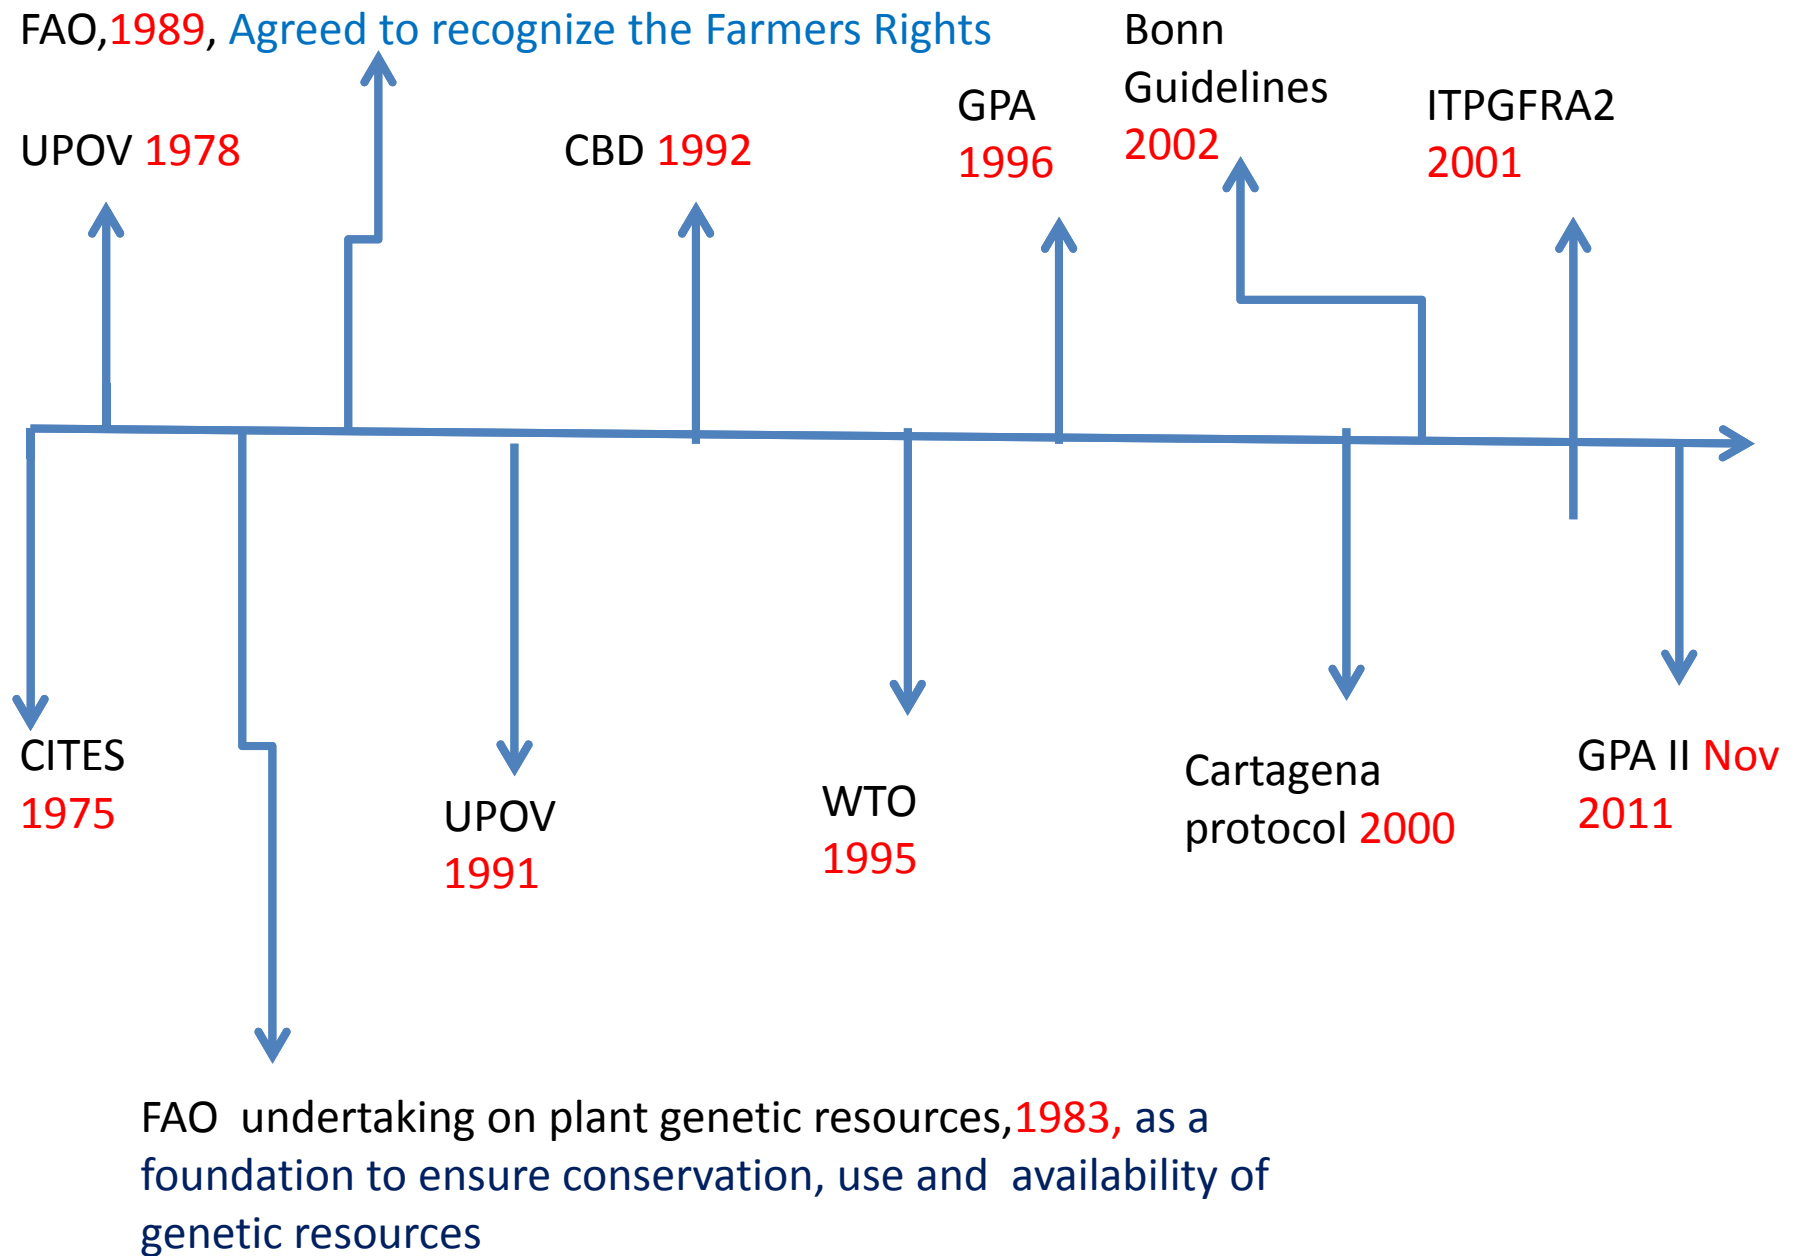 FAO,1989, Agreed to recognize the Farmers Rights
UPOV 1978
CBD 1992
GPA
1996
Bonn
Guidelines
2002
ITPGFRA2
2001
CITES
1975
UPOV
1991
WTO
1995
Cartagena
protocol 2000
GPA II Nov
2011
FAO undertaking on plant genetic resources,1983, as a
foundation to ensure conservation, use and availability of
genetic resources